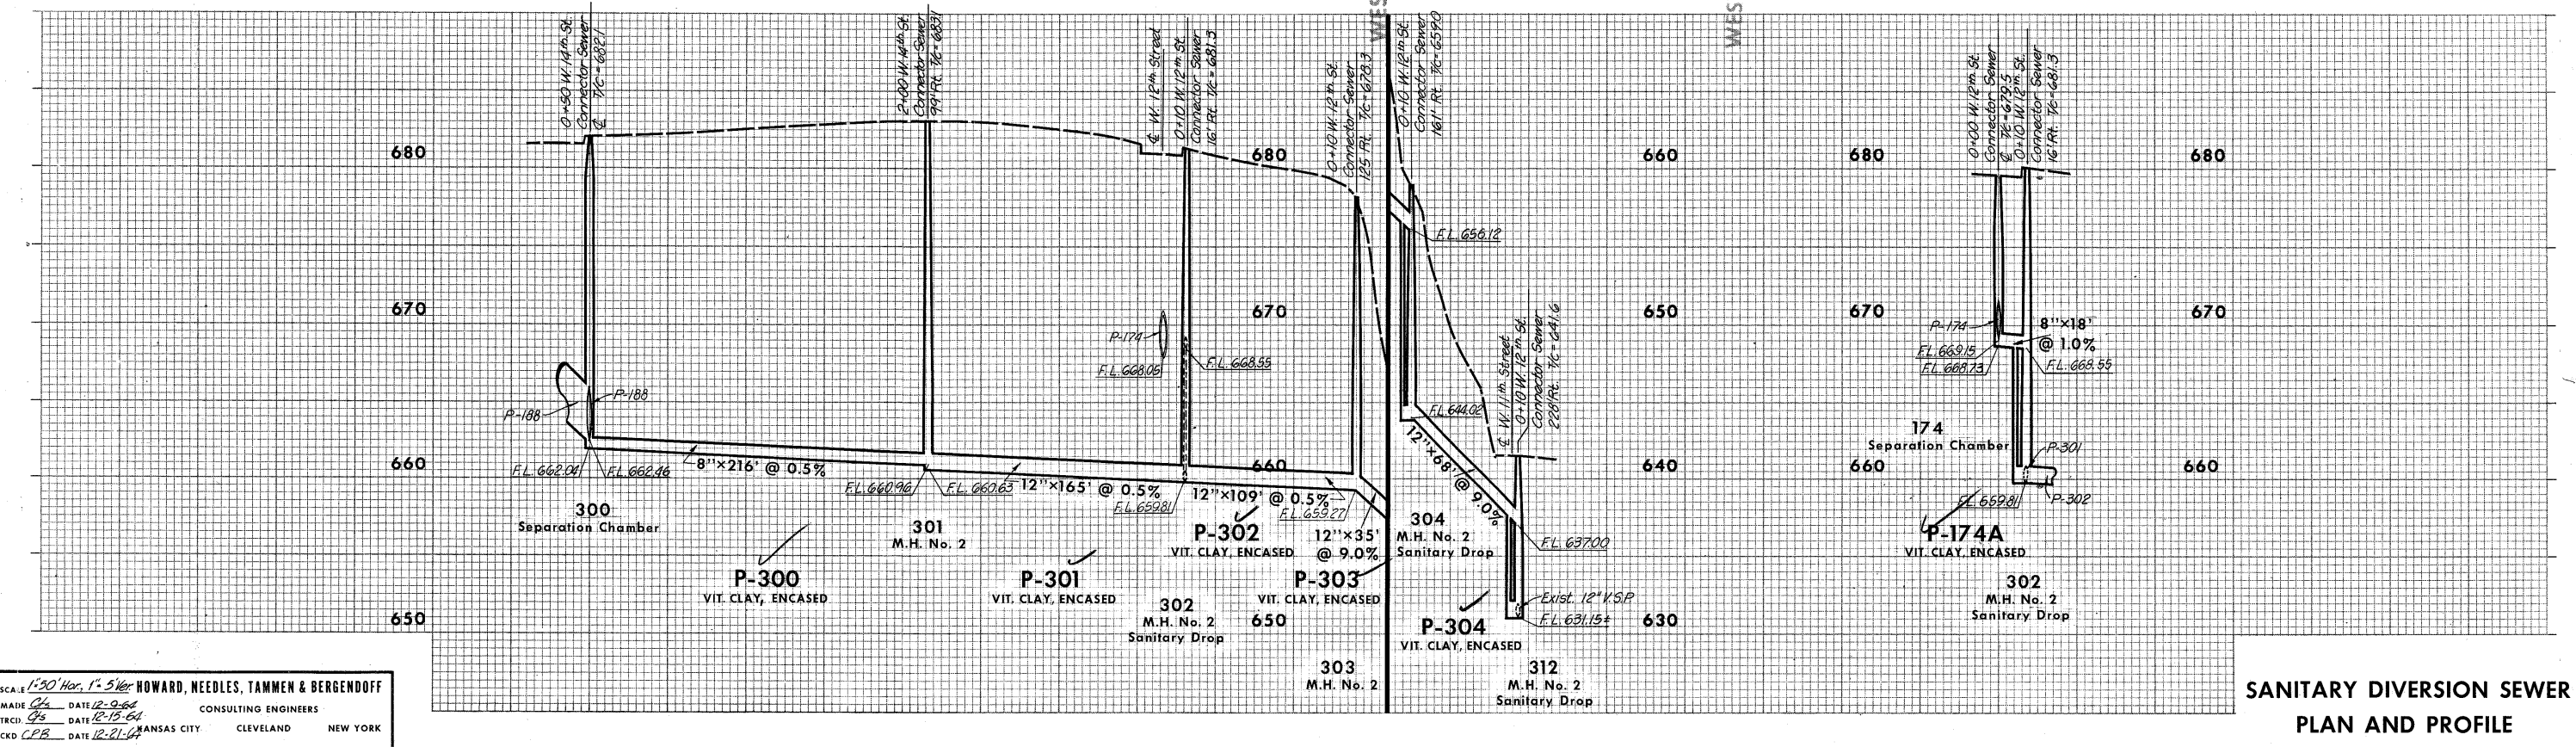 0+50 W. 14th St.
Connector Sewer
℄ T/C = 682.1
2+00 W. 14th St.
Connector Sewer
99' Rt. T/C = 683.1
℄ W. 12th Street
0+10 W. 12th St.
Connector Sewer
16' Rt. T/C = 681.3
0+10 W. 12th St.
Connector Sewer
125 Rt. T/C = 678.3
WES
0+10 W. 12th St.
Connector Sewer
161' Rt. T/C = 659.0
WES
0+00 W. 12th St.
Connector Sewer
℄ T/C = 679.5
0+10 W. 12th St.
Connector Sewer
16' Rt. T/C = 681.3
680
680
660
680
680
F.L. 656.12
670
670
650
670
670
P-174
F.L. 668.05
F.L. 668.55
P-174
8"×18'
@ 1.0%
F.L. 669.15
F.L. 668.73
F.L. 668.55
℄ W. 11th Street
0+10 W. 12th St.
Connector Sewer
228' Rt. T/C = 641.6
P-188
P-188
F.L. 644.02
12"×68' @ 9.0%
174
Separation Chamber
P-301
660
660
640
660
660
F.L. 662.04
F.L. 662.46
8"×216' @ 0.5%
F.L. 660.96
F.L. 660.63
12"×165' @ 0.5%
F.L. 659.81
12"×109' @ 0.5%
F.L. 659.27
F.L. 659.81
P-302
300
Separation Chamber
301
M.H. No. 2
P-302
VIT. CLAY, ENCASED
12"×35'
@ 9.0%
304
M.H. No. 2
Sanitary Drop
F.L. 637.00
P-174A
VIT. CLAY, ENCASED
P-300
VIT. CLAY, ENCASED
P-301
VIT. CLAY, ENCASED
P-303
VIT. CLAY, ENCASED
302
M.H. No. 2
Sanitary Drop
Exist. 12" V.S.P
F.L. 631.15±
302
M.H. No. 2
Sanitary Drop
650
650
630
P-304
VIT. CLAY, ENCASED
303
M.H. No. 2
312
M.H. No. 2
Sanitary Drop
SCALE 1"=50' Hor., 1"=5' Ver.
MADE DATE 12-9-64
TRCD. DATE 12-15-64
CKD CPB DATE 12-21-64
HOWARD, NEEDLES, TAMMEN & BERGENDOFF
CONSULTING ENGINEERS
KANSAS CITY CLEVELAND NEW YORK
SANITARY DIVERSION SEWER
PLAN AND PROFILE